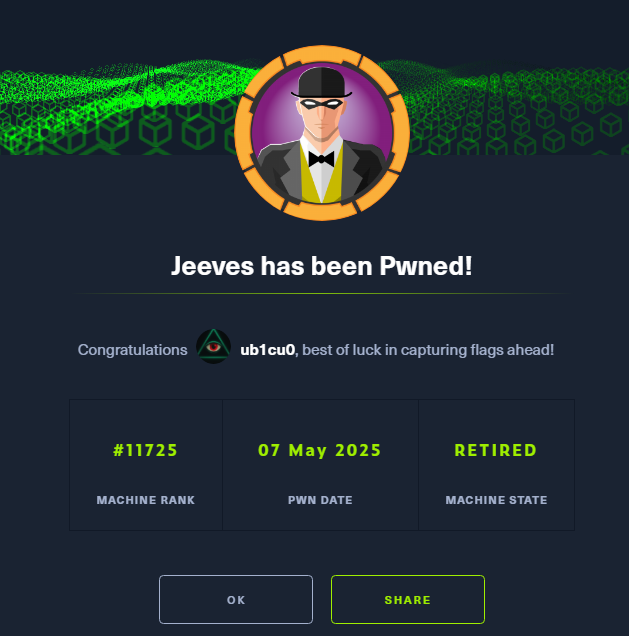 Jeeves has been Pwned!
Congratulations ub1cu0, best of luck in capturing flags ahead!
#11725 07 May 2025 RETIRED
MACHINE RANK PWN DATE MACHINE STATE
OK SHARE